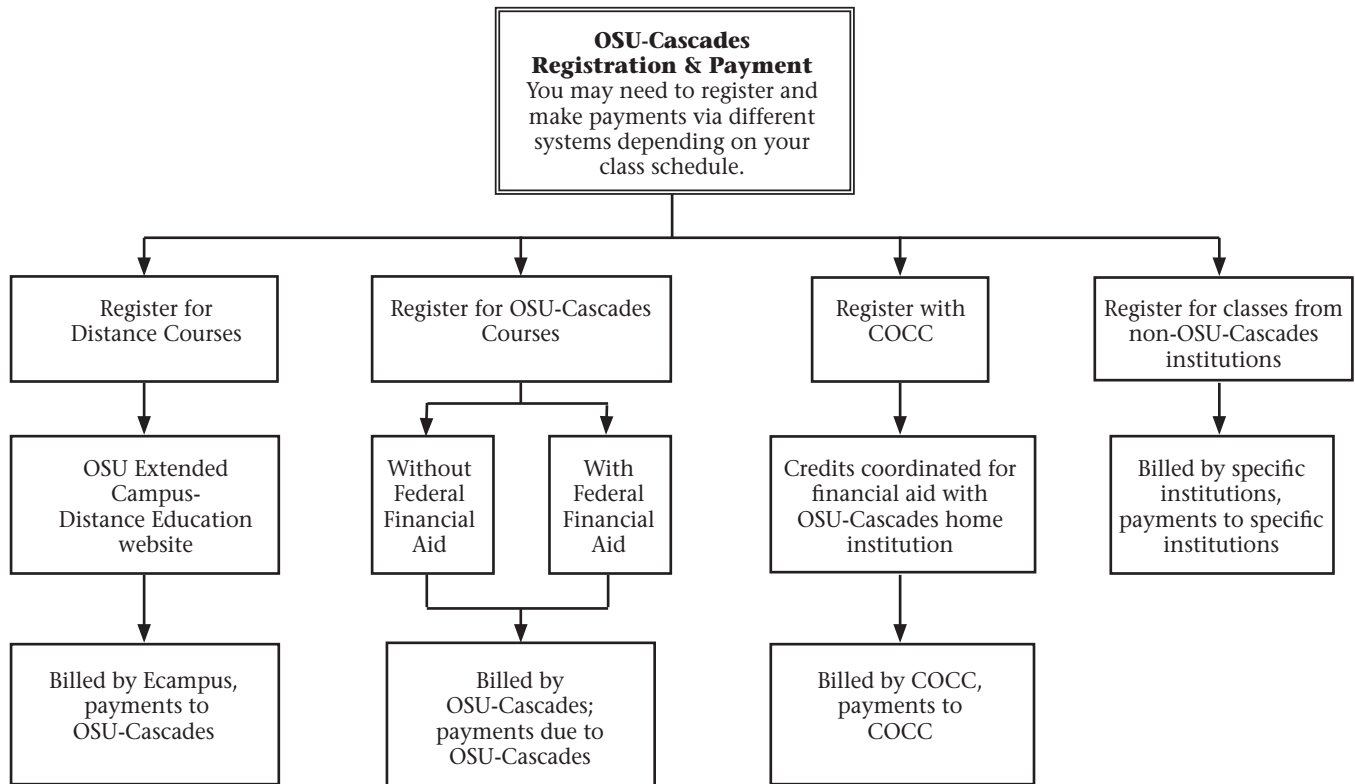 OSU-Cascades
Registration & Payment
You may need to register and
make payments via different
systems depending on your
class schedule.
Register for
Distance Courses
Register for OSU-Cascades
Courses
Register with
COCC
Register for classes from
non-OSU-Cascades
institutions
OSU Extended
Campus-
Distance Education
website
Without
Federal
Financial
Aid
With
Federal
Financial
Aid
Credits coordinated for
financial aid with
OSU-Cascades home
institution
Billed by specific
institutions,
payments to specific
institutions
Billed by Ecampus,
payments to
OSU-Cascades
Billed by
OSU-Cascades;
payments due to
OSU-Cascades
Billed by COCC,
payments to
COCC